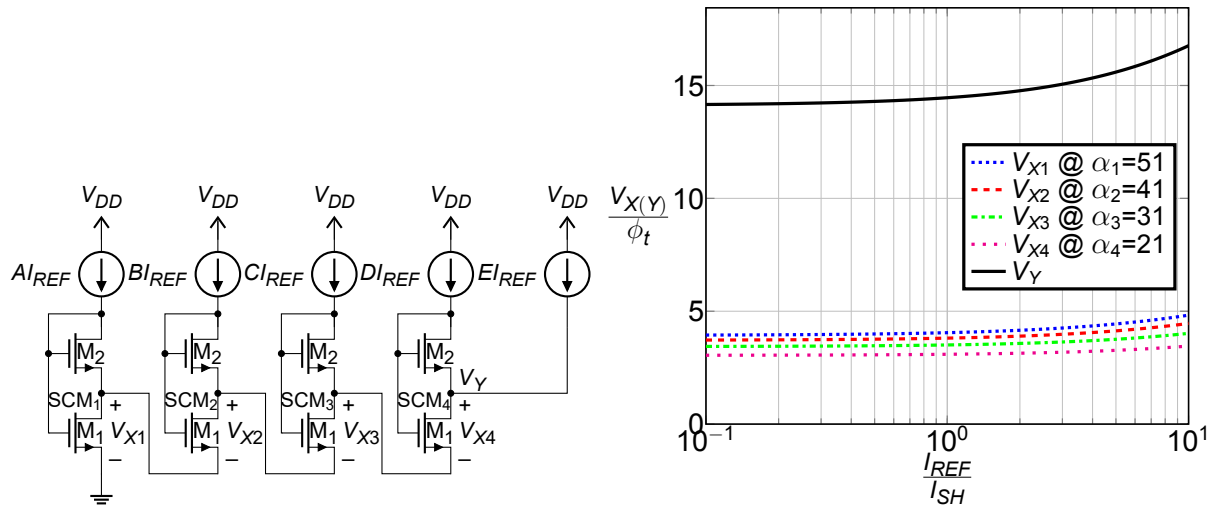 V_DD V_DD V_DD V_DD V_DD
AI_REF BI_REF CI_REF DI_REF EI_REF
M_2 M_2 M_2 M_2
V_Y
SCM_1 + SCM_2 + SCM_3 + SCM_4 +
M_1 V_X1 M_1 V_X2 M_1 V_X3 M_1 V_X4
− − − −
V_X(Y)
ϕ_t
15
10
5
0
V_X1 @ α_1=51
V_X2 @ α_2=41
V_X3 @ α_3=31
V_X4 @ α_4=21
V_Y
10^−1 10^0 10^1
I_REF
I_SH